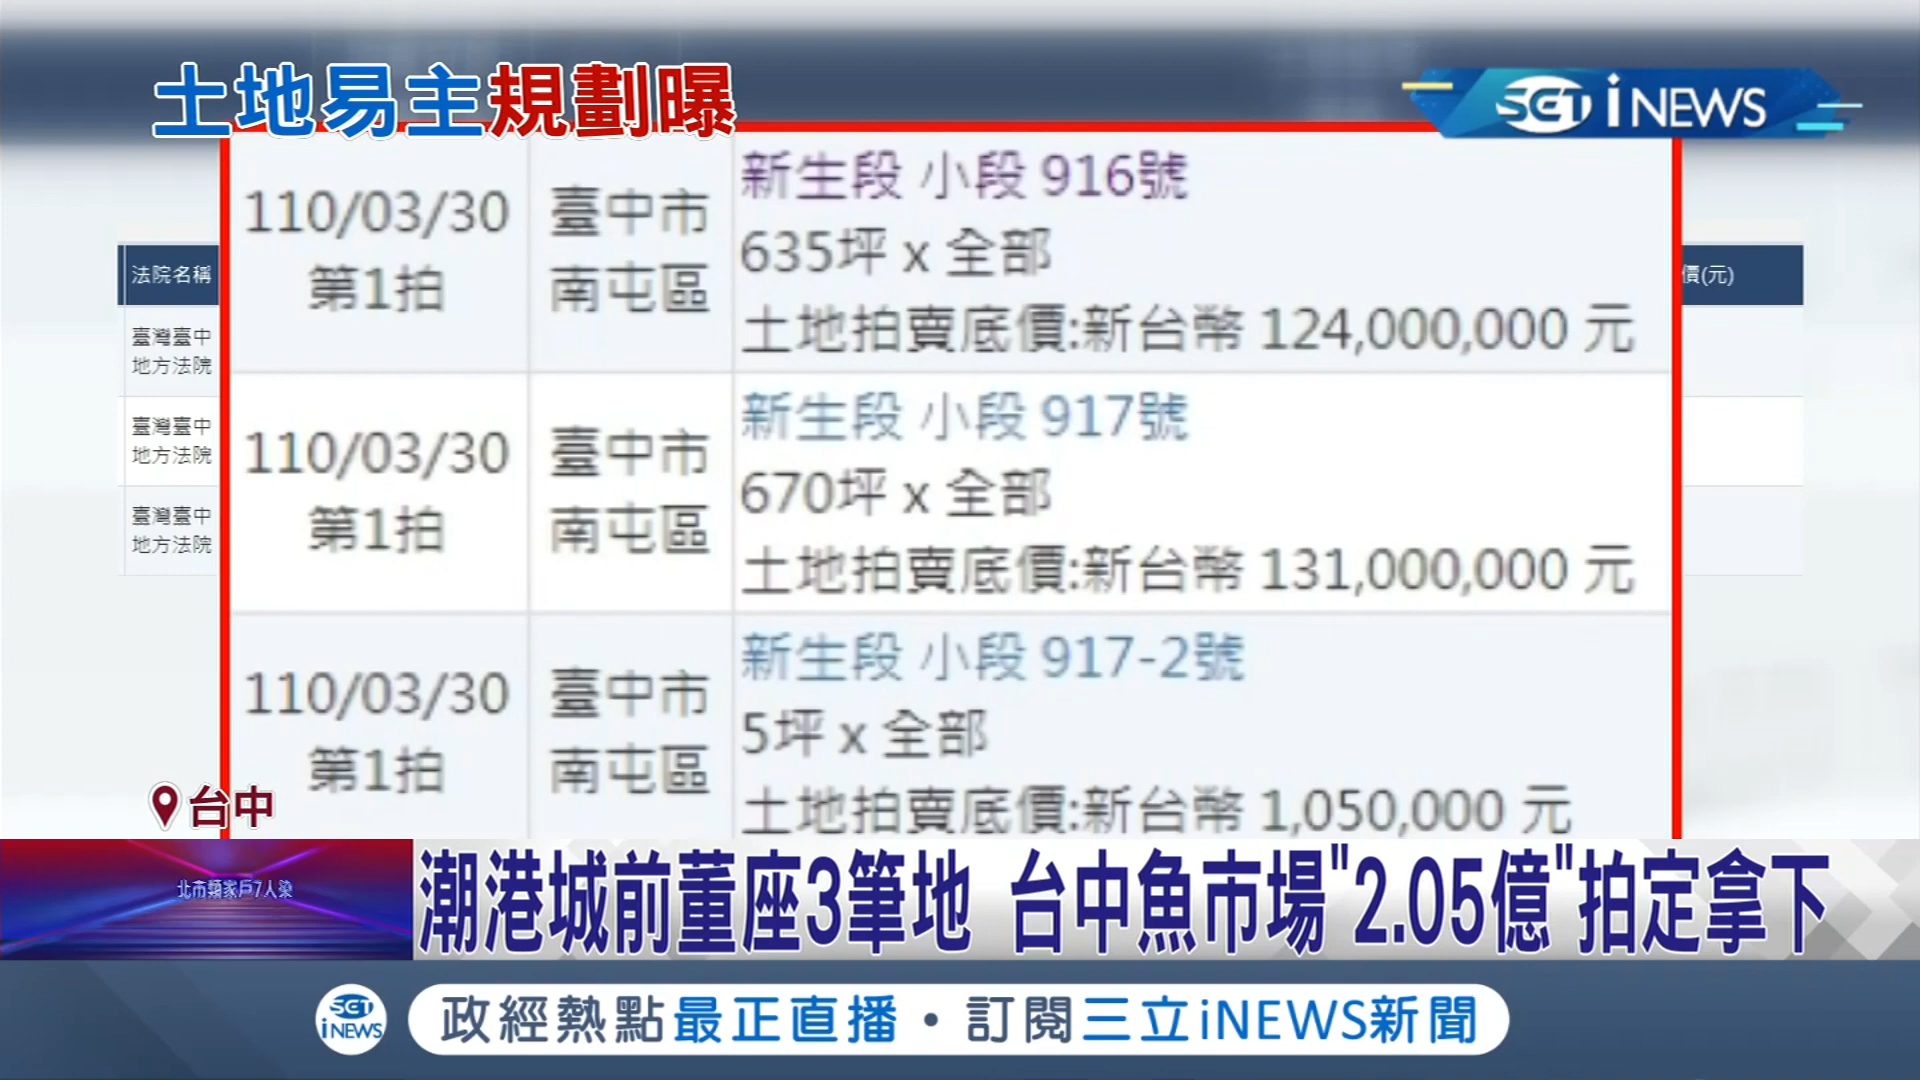 土地易主規劃曝
SET iNEWS
法院名稱
價(元)
臺灣臺中
地方法院
臺灣臺中
地方法院
臺灣臺中
地方法院
110/03/30
第1拍
臺中市
南屯區
新生段 小段 916號
635坪 x 全部
土地拍賣底價:新台幣 124,000,000 元
110/03/30
第1拍
臺中市
南屯區
新生段 小段 917號
670坪 x 全部
土地拍賣底價:新台幣 131,000,000 元
110/03/30
第1拍
臺中市
南屯區
新生段 小段 917-2號
5坪 x 全部
土地拍賣底價:新台幣 1,050,000 元
台中
北市類家戶7人染
潮港城前董座3筆地 台中魚市場"2.05億"拍定拿下
SET iNEWS
政經熱點最正直播・訂閱三立iNEWS新聞